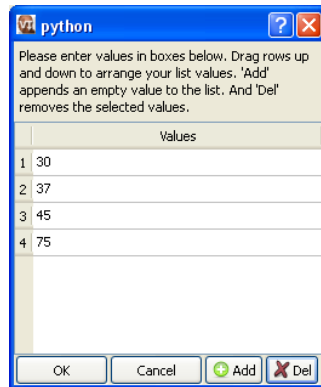 python
Please enter values in boxes below. Drag rows up
and down to arrange your list values. 'Add'
appends an empty value to the list. And 'Del'
removes the selected values.
Values
1 30
2 37
3 45
4 75
OK Cancel Add Del